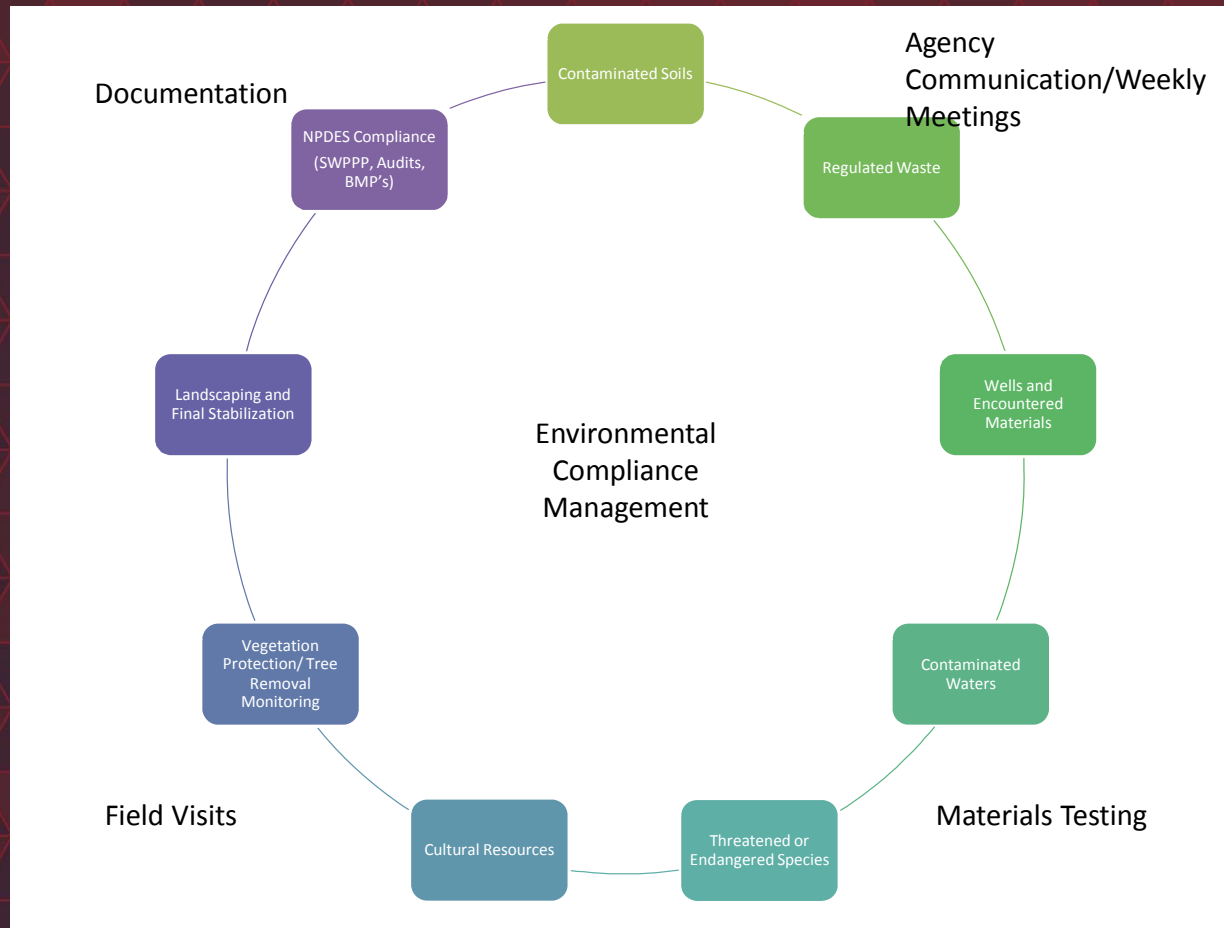 Documentation
Contaminated Soils
Agency
Communication/Weekly
Meetings
NPDES Compliance
(SWPPP, Audits,
BMP's)
Regulated Waste
Landscaping and
Final Stabilization
Wells and
Encountered
Materials
Environmental
Compliance
Management
Vegetation
Protection/ Tree
Removal
Monitoring
Contaminated
Waters
Field Visits
Cultural Resources
Threatened or
Endangered Species
Materials Testing